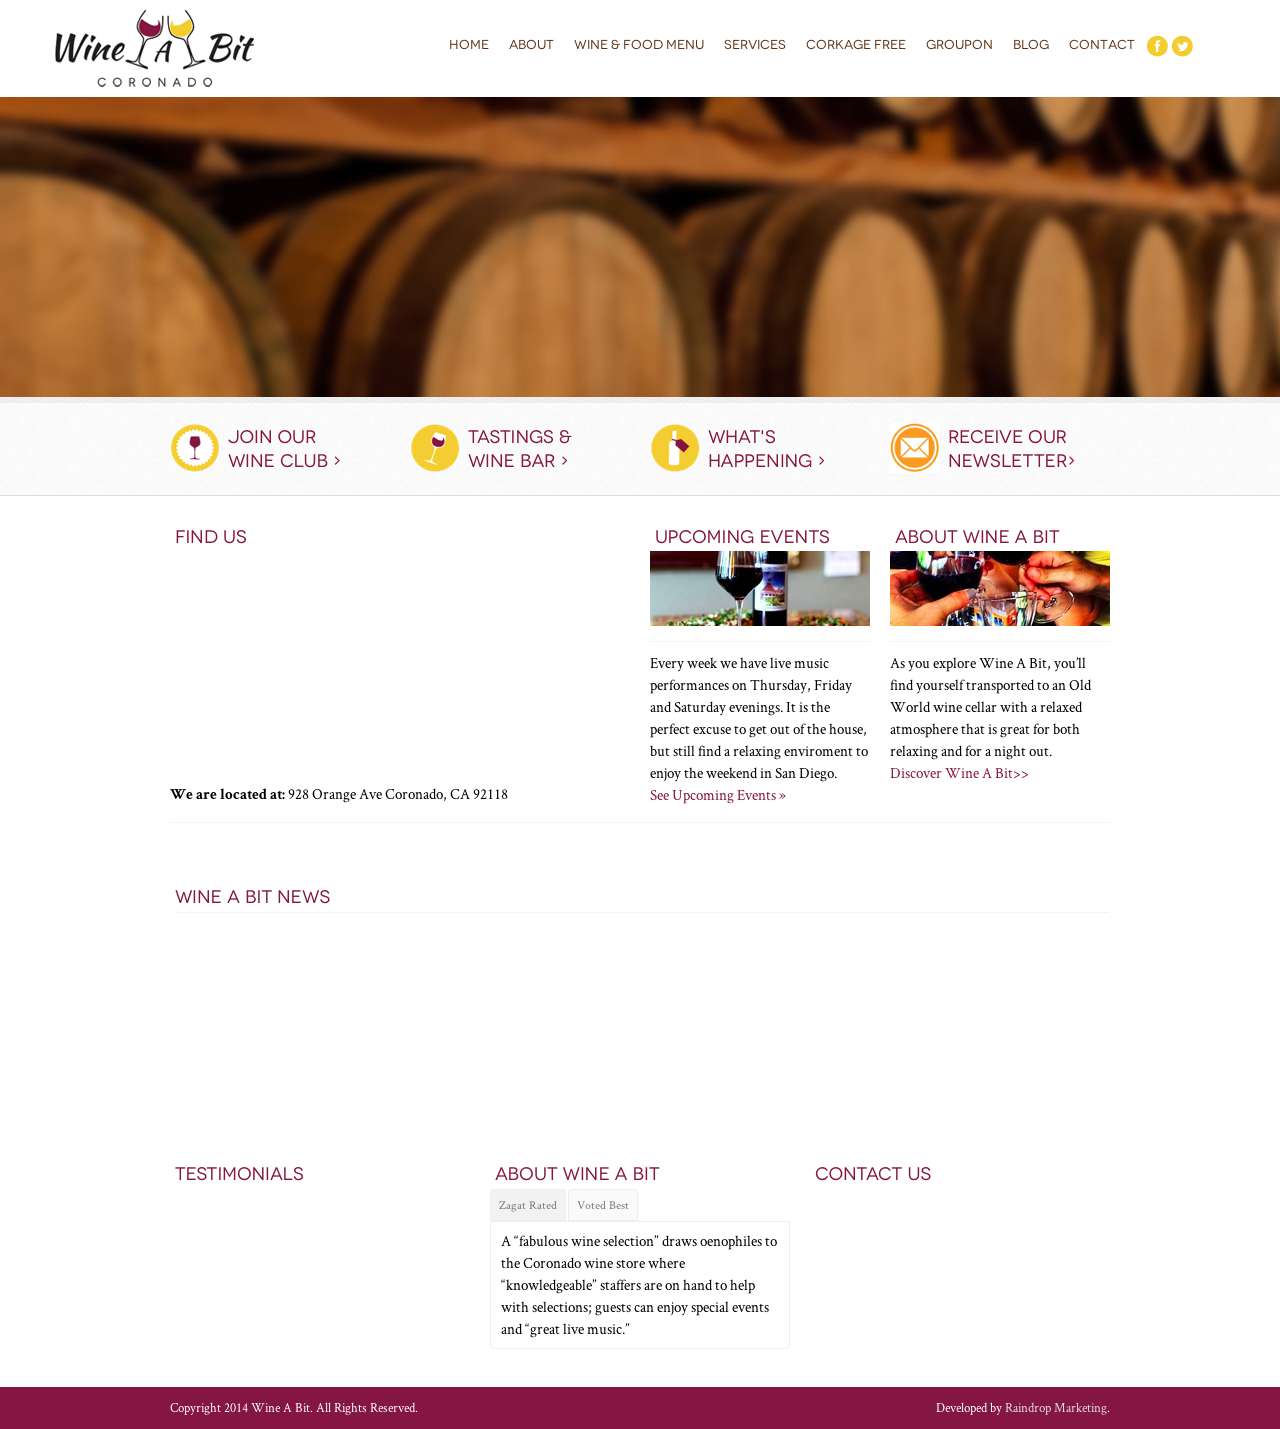 Wine A Bit
CORONADO
HOME ABOUT WINE & FOOD MENU SERVICES CORKAGE FREE GROUPON BLOG CONTACT
JOIN OUR
WINE CLUB >
TASTINGS &
WINE BAR >
WHAT'S
HAPPENING >
RECEIVE OUR
NEWSLETTER>
FIND US
We are located at: 928 Orange Ave Coronado, CA 92118
UPCOMING EVENTS
Every week we have live music
performances on Thursday, Friday
and Saturday evenings. It is the
perfect excuse to get out of the house,
but still find a relaxing enviroment to
enjoy the weekend in San Diego.
See Upcoming Events »
ABOUT WINE A BIT
As you explore Wine A Bit, you’ll
find yourself transported to an Old
World wine cellar with a relaxed
atmosphere that is great for both
relaxing and for a night out.
Discover Wine A Bit>>
WINE A BIT NEWS
TESTIMONIALS
ABOUT WINE A BIT
Zagat Rated Voted Best
A “fabulous wine selection” draws oenophiles to
the Coronado wine store where
“knowledgeable” staffers are on hand to help
with selections; guests can enjoy special events
and “great live music.”
CONTACT US
Copyright 2014 Wine A Bit. All Rights Reserved.
Developed by Raindrop Marketing.